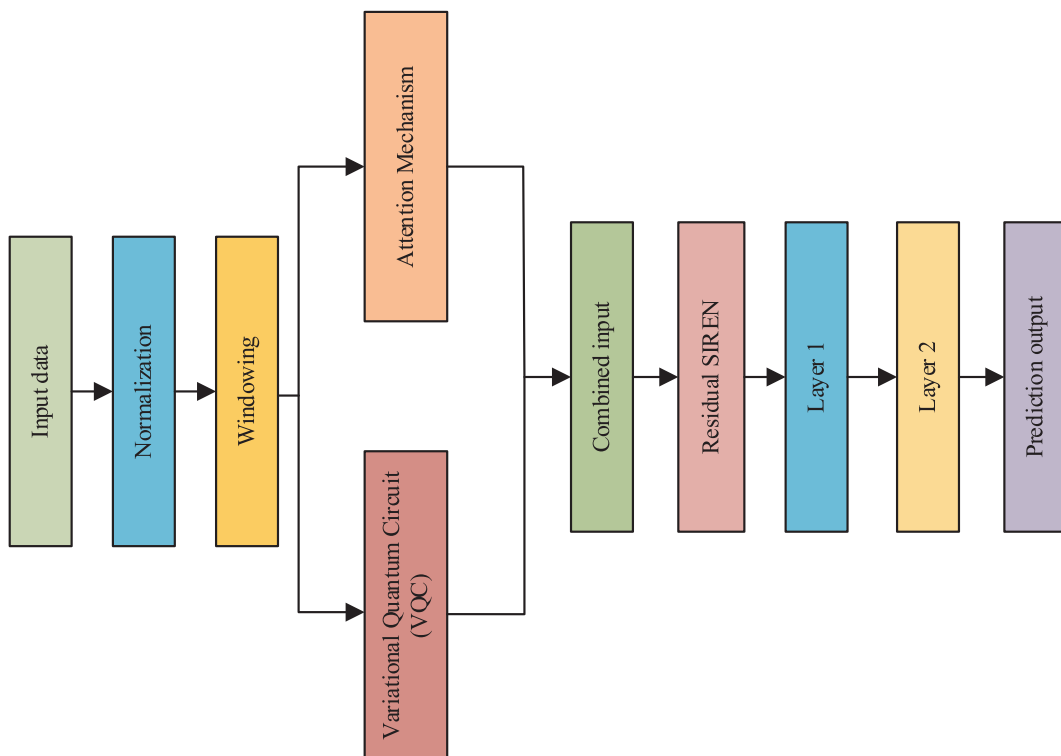 Input data
Normalization
Windowing
Attention Mechanism
Variational Quantum Circuit
(VQC)
Combined input
Residual SIREN
Layer 1
Layer 2
Prediction output